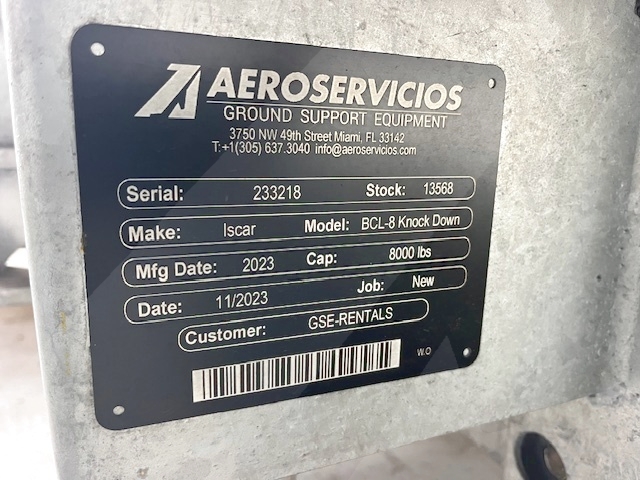 AEROSERVICIOS
GROUND SUPPORT EQUIPMENT
3750 NW 49th Street Miami, FL 33142
T:+1(305) 637.3040 info@aeroservicios.com
Serial: 233218 Stock: 13568
Make: Iscar Model: BCL-8 Knock Down
Mfg Date: 2023 Cap: 8000 lbs
Date: 11/2023 Job: New
Customer: GSE-RENTALS
W.O